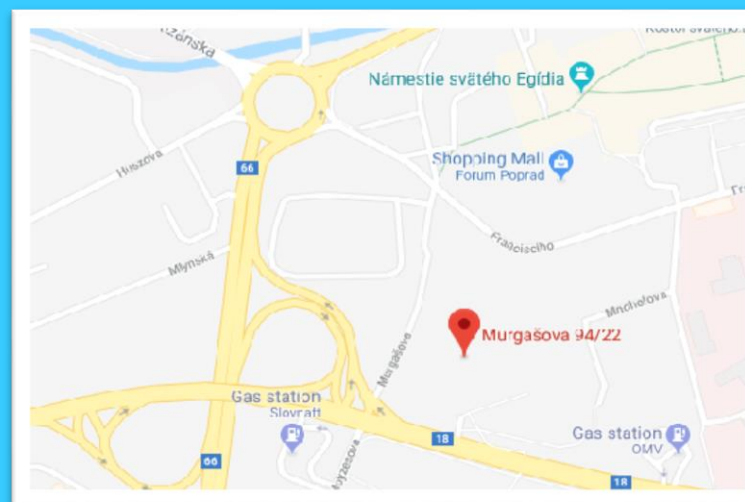 Námestie svätého Egídia
Huszova
66
Shopping Mall
Forum Poprad
Francisciho
Mlynská
Murgašova 94/22
Murgašova
Gas station
Slovnaft
18
Gas station
OMV
66
18